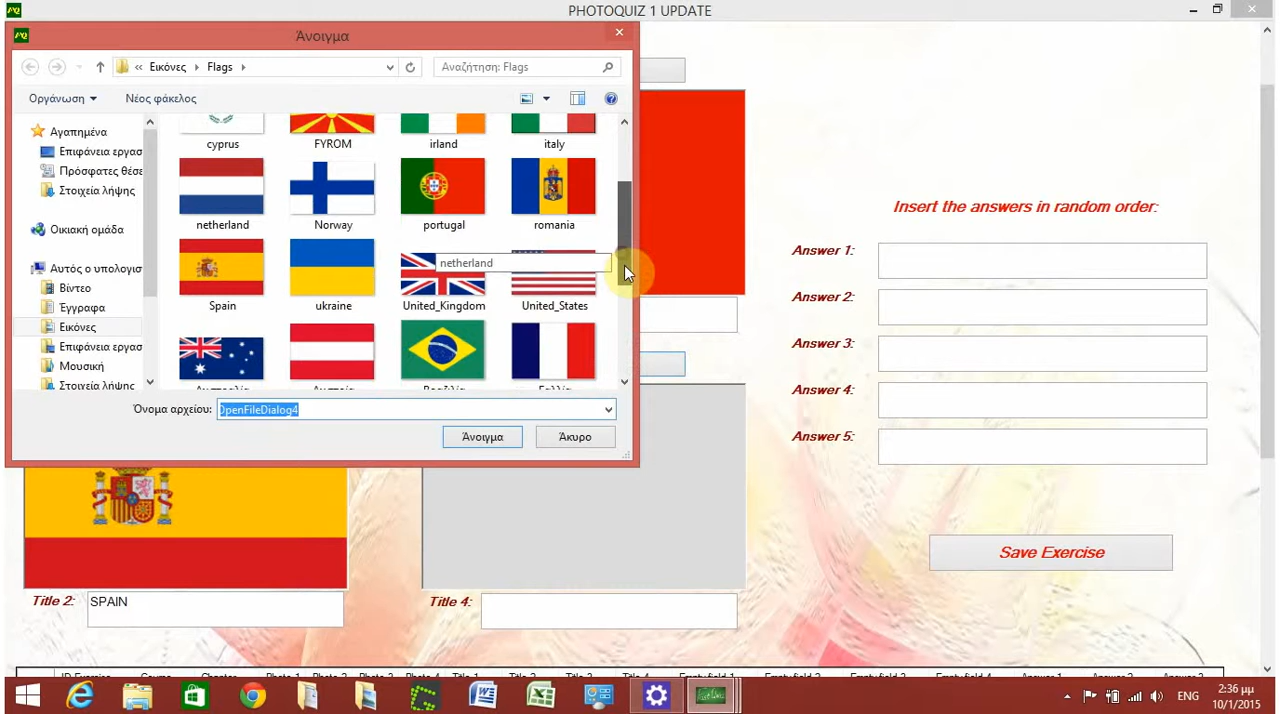 PHOTOQUIZ 1 UPDATE
Άνοιγμα
Εικόνες
Flags
Αναζήτηση: Flags
Οργάνωση
Νέος φάκελος
Αγαπημένα
Επιφάνεια εργασ
Πρόσφατες θέσε
Στοιχεία λήψης
Οικιακή ομάδα
Αυτός ο υπολογισ
Βίντεο
Έγγραφα
Εικόνες
Επιφάνεια εργασ
Μουσική
Στοιχεία λήψης
cyprus
FYROM
irland
italy
netherland
Norway
portugal
romania
netherland
Spain
ukraine
United_Kingdom
United_States
Όνομα αρχείου:
OpenFileDialog4
Άνοιγμα
Άκυρο
Insert the answers in random order:
Answer 1:
Answer 2:
Answer 3:
Answer 4:
Answer 5:
Save Exercise
Title 2:
SPAIN
Title 4:
ENG
2:36 μμ
10/1/2015